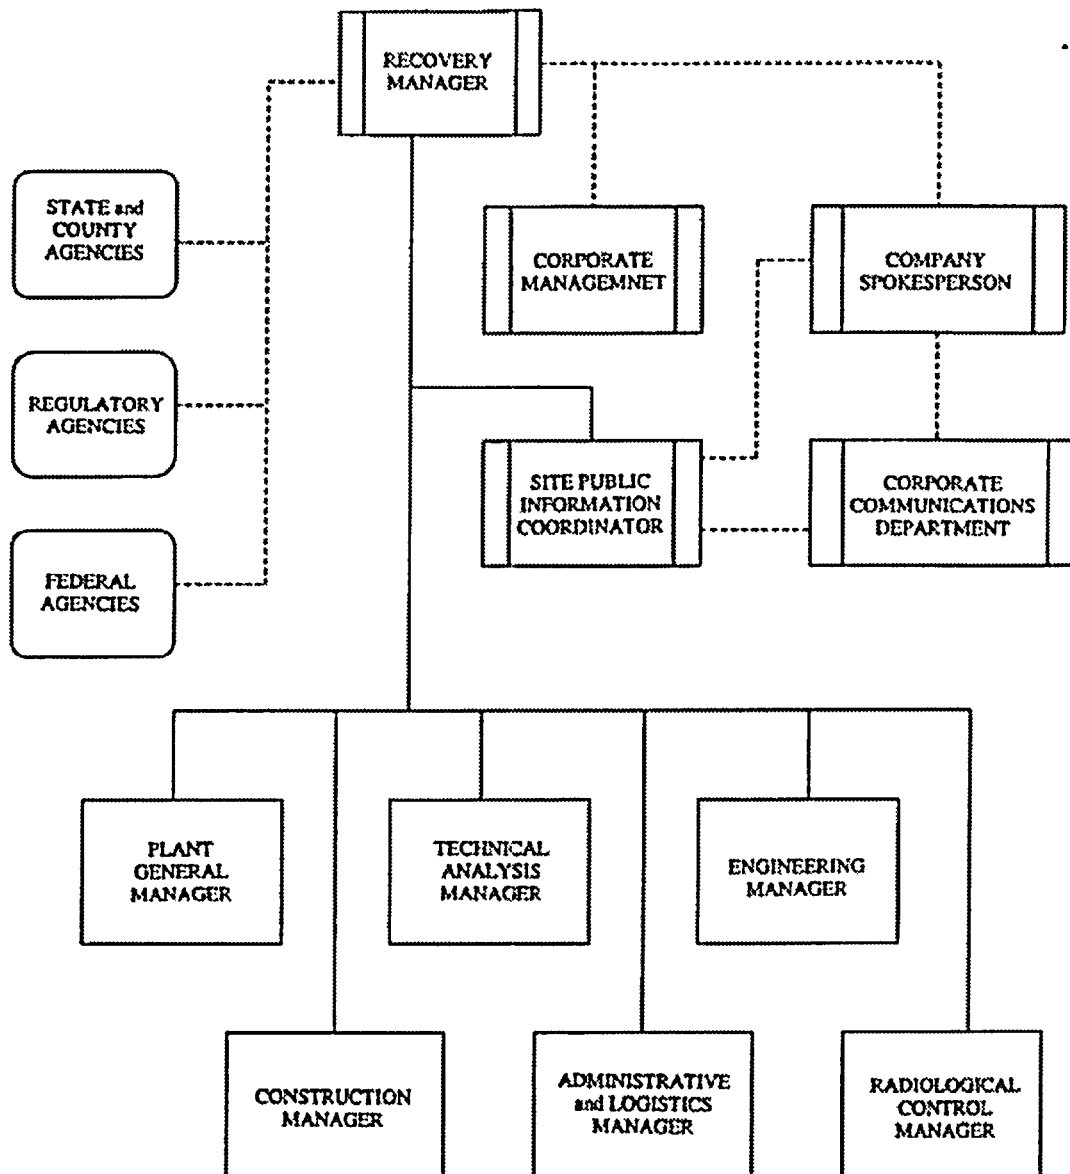 RECOVERY
MANAGER
STATE and
COUNTY
AGENCIES
CORPORATE
MANAGEMNET
COMPANY
SPOKESPERSON
REGULATORY
AGENCIES
SITE PUBLIC
INFORMATION
COORDINATOR
CORPORATE
COMMUNICATIONS
DEPARTMENT
FEDERAL
AGENCIES
PLANT
GENERAL
MANAGER
TECHNICAL
ANALYSIS
MANAGER
ENGINEERING
MANAGER
CONSTRUCTION
MANAGER
ADMINISTRATIVE
and LOGISTICS
MANAGER
RADIOLOGICAL
CONTROL
MANAGER